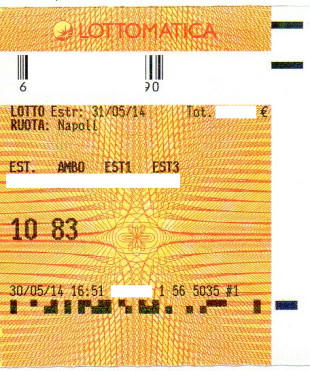 LOTTOMATICA
6 90
LOTTO Estr: 31/05/14 Tot. €
RUOTA: Napoli
EST. AMBO EST1 EST3
10 83
30/05/14 16:51 1 56 5035 #1